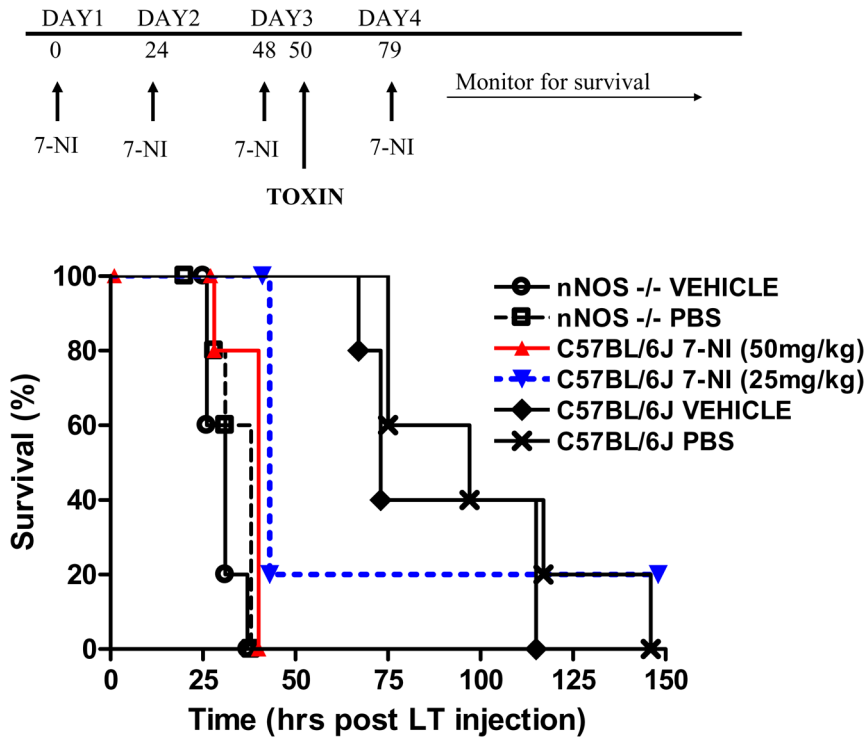 DAY1 DAY2 DAY3 DAY4
0 24 48 50 79
Monitor for survival
7-NI 7-NI 7-NI 7-NI
TOXIN
100
80
60
40
20
0
Survival (%)
0 25 50 75 100 125 150
Time (hrs post LT injection)
nNOS -/- VEHICLE
nNOS -/- PBS
C57BL/6J 7-NI (50mg/kg)
C57BL/6J 7-NI (25mg/kg)
C57BL/6J VEHICLE
C57BL/6J PBS